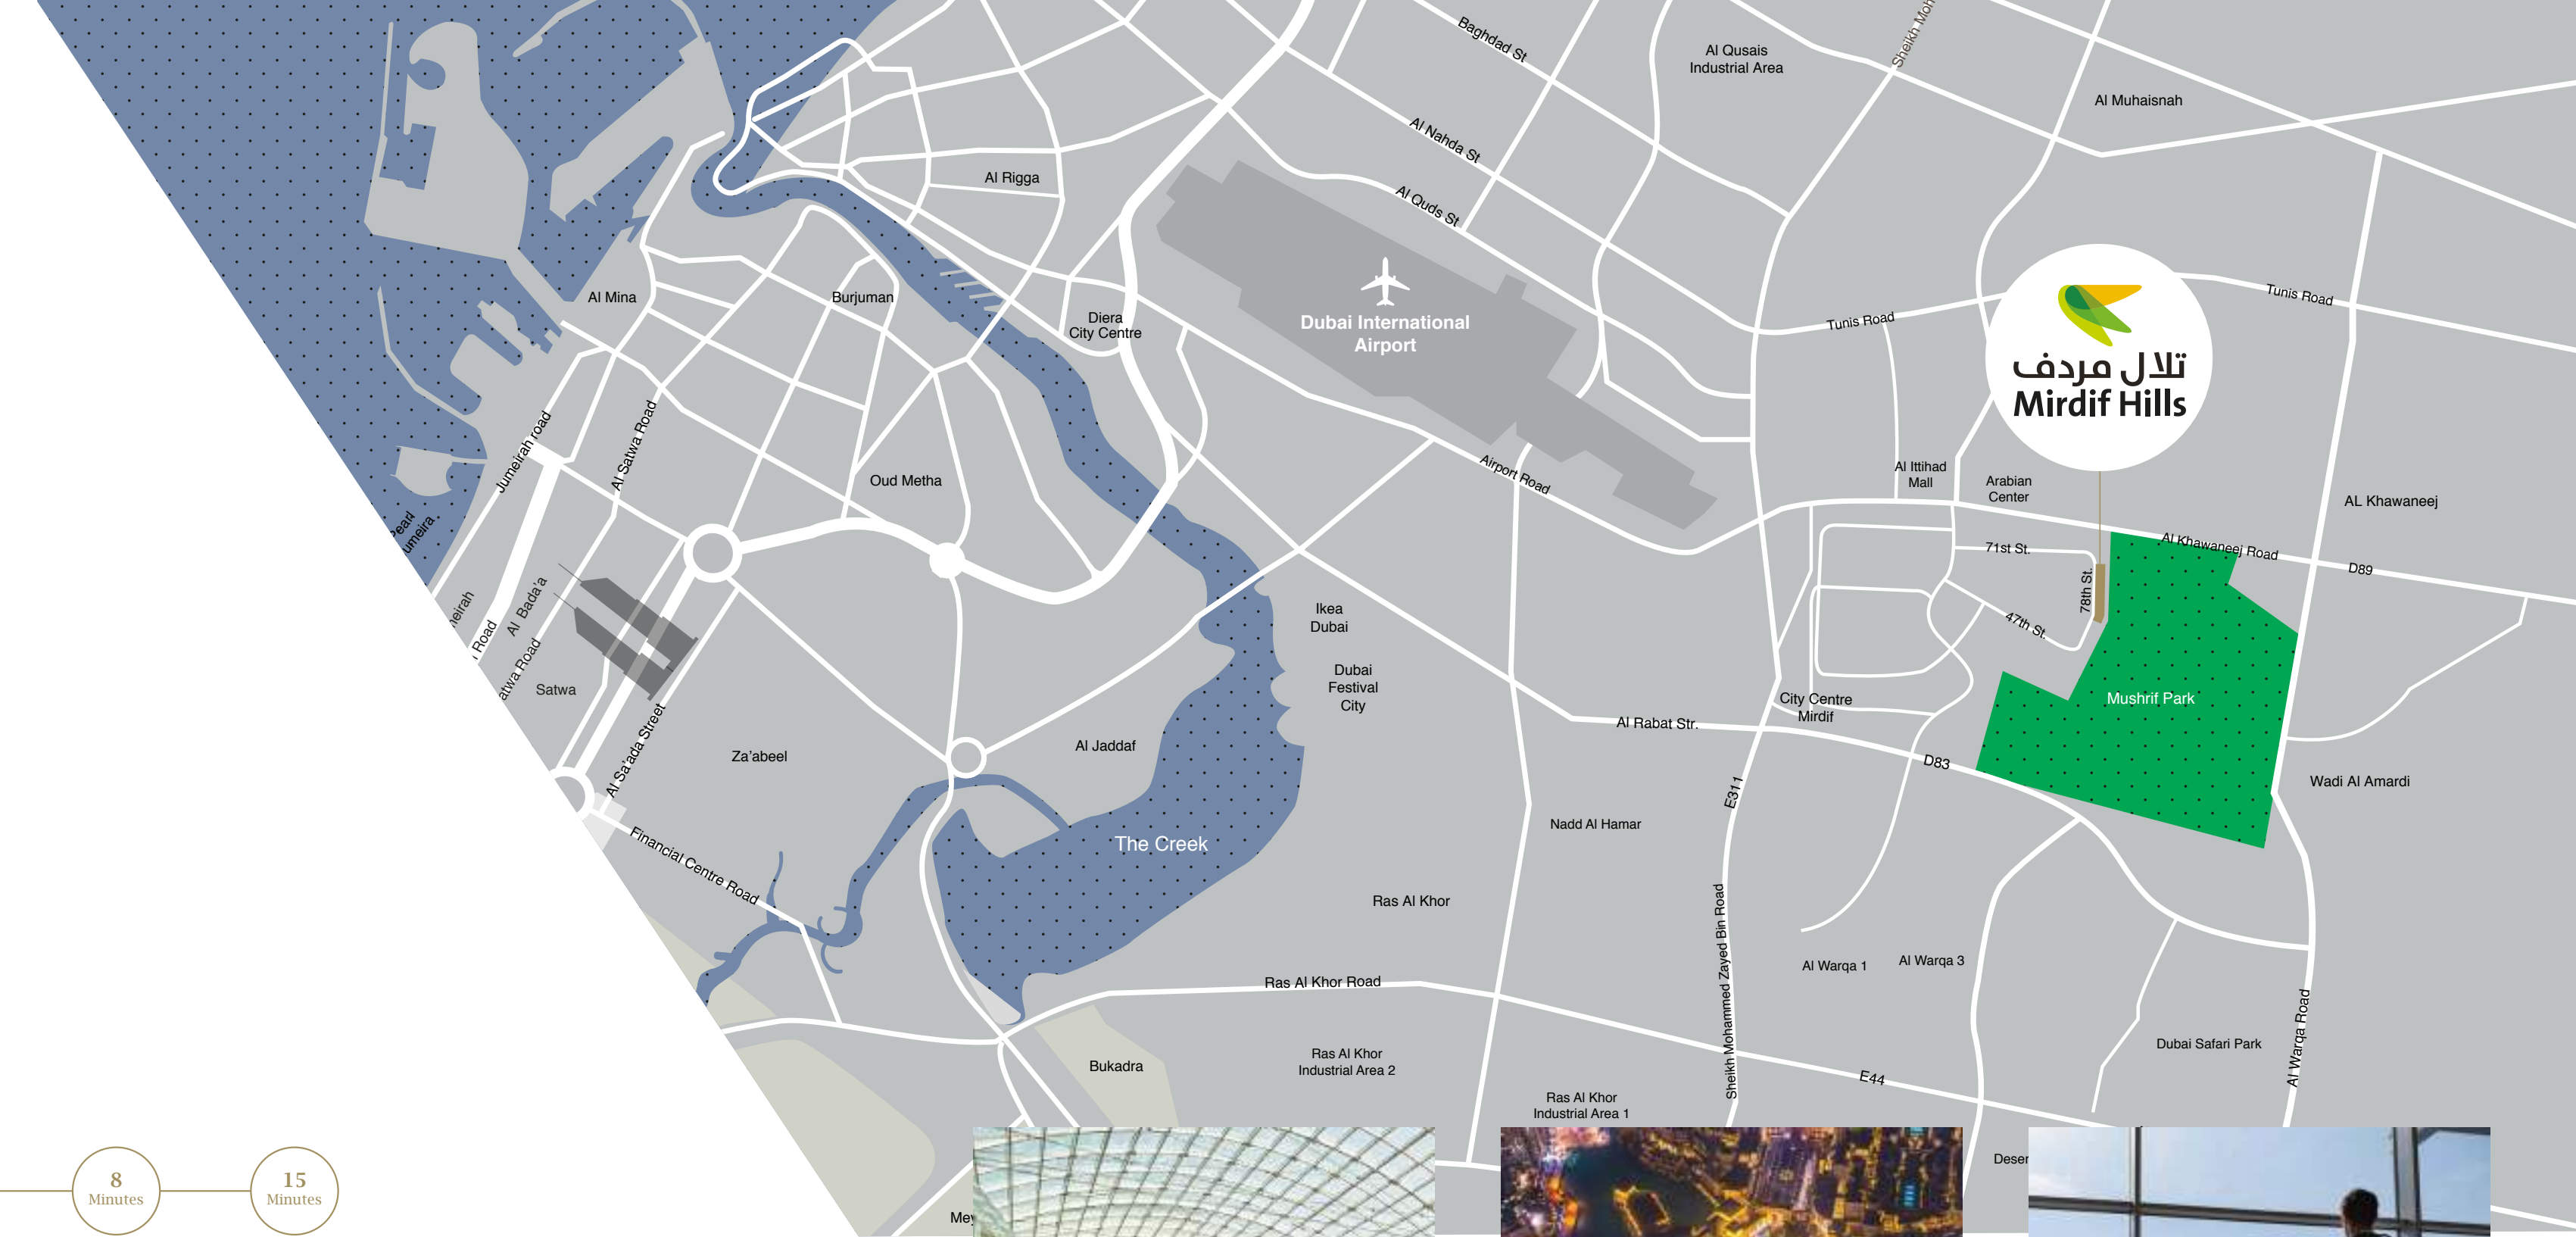 Baghdad St
Al Qusais
Industrial Area
Al Muhaisnah
Al Nahda St
Al Rigga
Al Quds St
Al Mina
Burjuman
Diera
City Centre
Dubai International
Airport
Tunis Road
Tunis Road
تلال مردف
Mirdif Hills
Jumeirah road
Al Satwa Road
Oud Metha
Airport Road
Al Ittihad
Mall
Arabian
Center
AL Khawaneej
Pearl
Al Khawaneej Road
71st St.
D89
78th St.
47th St.
Al Bada'a
Road
Road
Satwa
Ikea
Dubai
Dubai
Festival
City
City Centre
Mirdif
Mushrif Park
Al Rabat Str.
Al Sa'ada Street
Za'abeel
Al Jaddaf
D83
Wadi Al Amardi
E311
Nadd Al Hamar
The Creek
Financial Centre Road
Ras Al Khor
Sheikh Mohammed Zayed Bin Road
Al Warqa 1
Al Warqa 3
Ras Al Khor Road
Al Warqa Road
Dubai Safari Park
Bukadra
Ras Al Khor
Industrial Area 2
E44
Ras Al Khor
Industrial Area 1
8
Minutes
15
Minutes
Sheikh